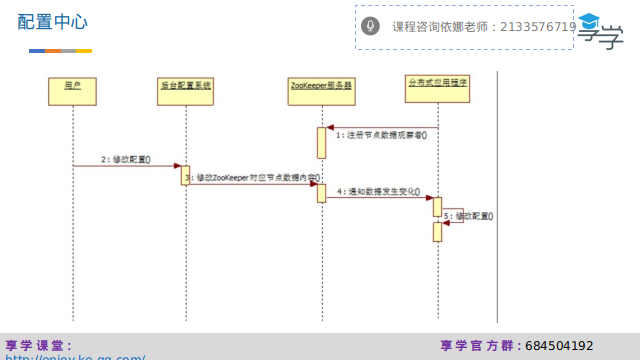 配置中心
课程咨询依娜老师：2133576719
学学
用户
后台配置系统
ZooKeeper服务器
分布式应用程序
1：注册节点数据观察者()
2：修改配置()
3：修改ZooKeeper对应节点数据内容()
4：通知数据发生变化()
5：修改配置()
享学课堂：
http://enjoy.ke.qq.com/
享学官方群：684504192